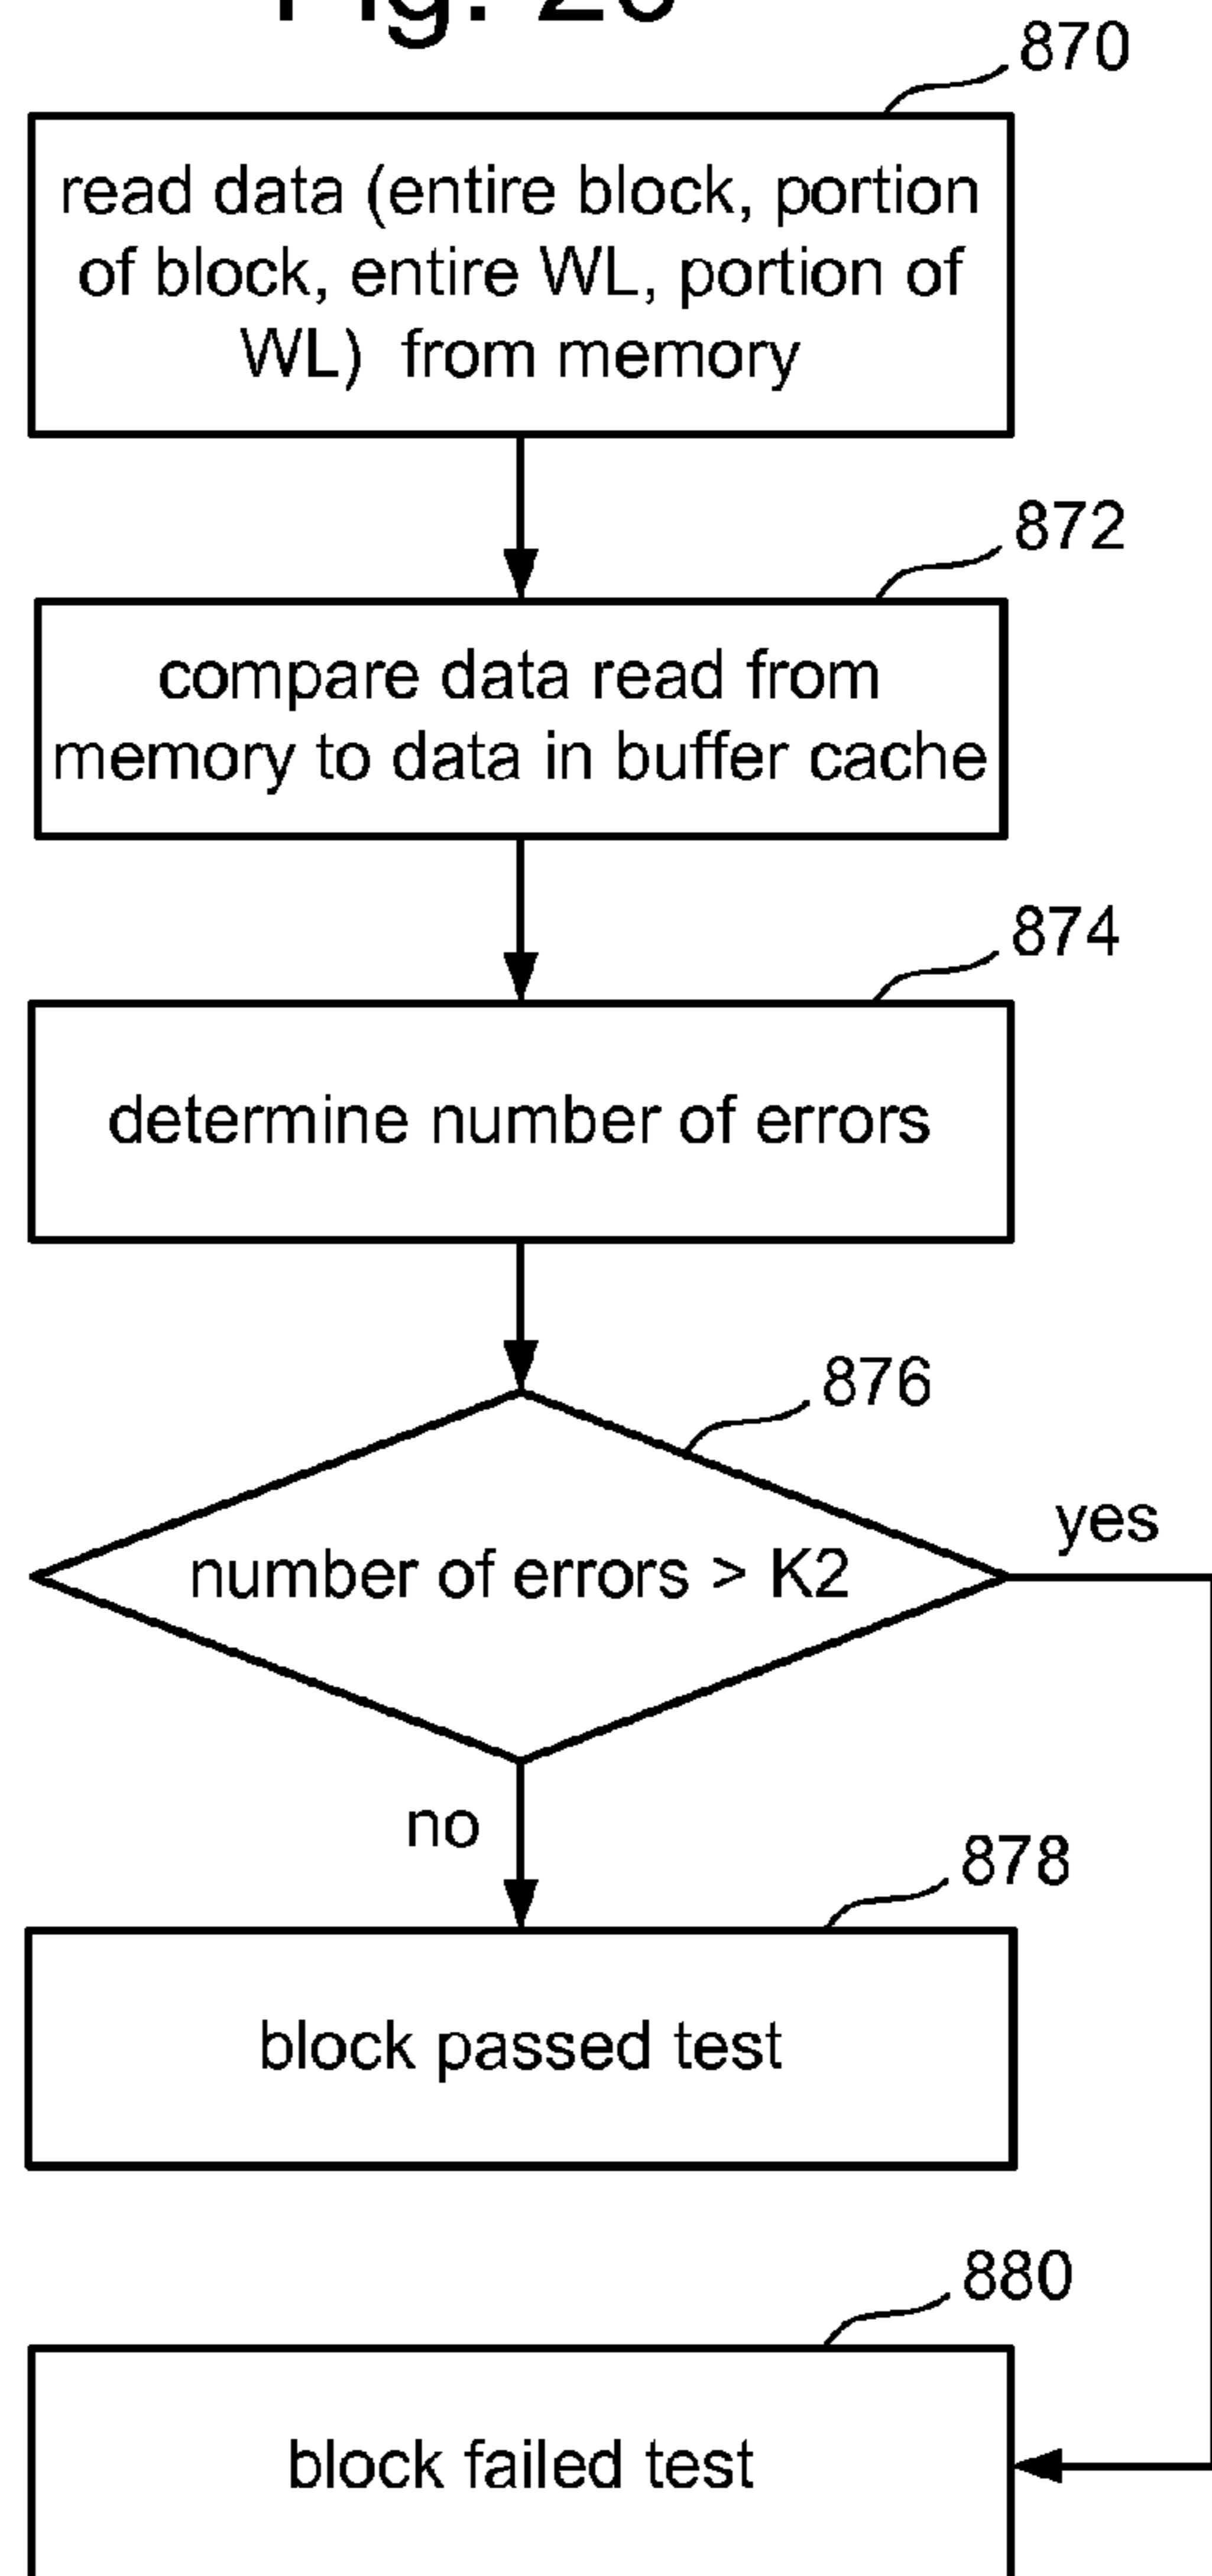 Fig.
870
read data (entire block, portion
of block, entire WL, portion of
WL) from memory
872
compare data read from
memory to data in buffer cache
874
determine number of errors
876
number of errors > K2
yes
no
878
block passed test
880
block failed test